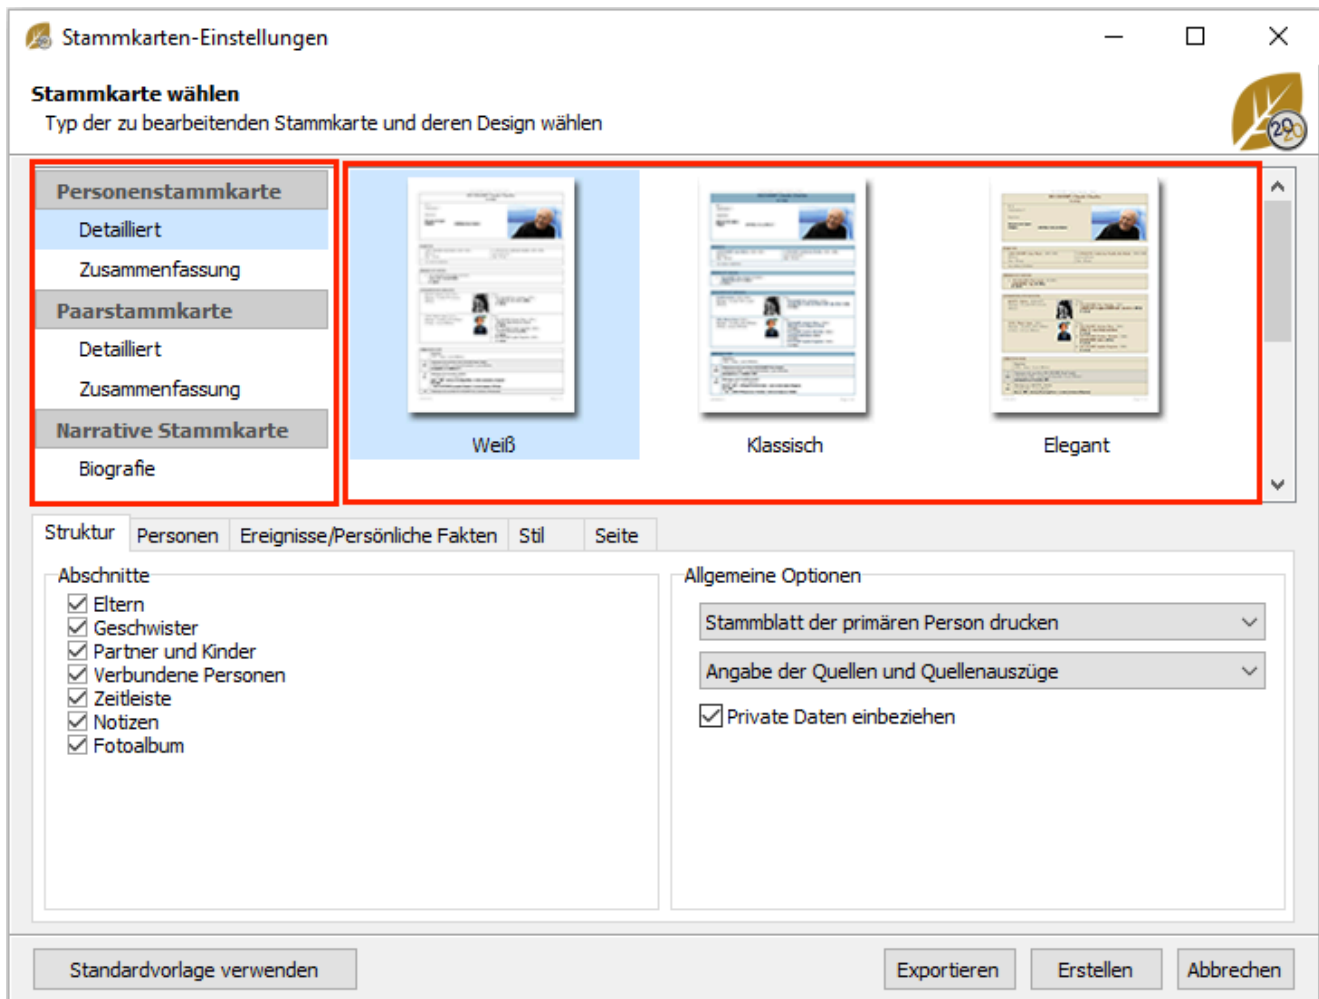 Stammkarten-Einstellungen
Stammkarte wählen
Typ der zu bearbeitenden Stammkarte und deren Design wählen
2020
Personenstammkarte
Detailliert
Zusammenfassung
Paarstammkarte
Detailliert
Zusammenfassung
Narrative Stammkarte
Biografie
Weiß
Klassisch
Elegant
Struktur Personen Ereignisse/Persönliche Fakten Stil Seite
Abschnitte
Eltern
Geschwister
Partner und Kinder
Verbundene Personen
Zeitleiste
Notizen
Fotoalbum
Allgemeine Optionen
Stammblatt der primären Person drucken
Angabe der Quellen und Quellenauszüge
Private Daten einbeziehen
Standardvorlage verwenden Exportieren Erstellen Abbrechen